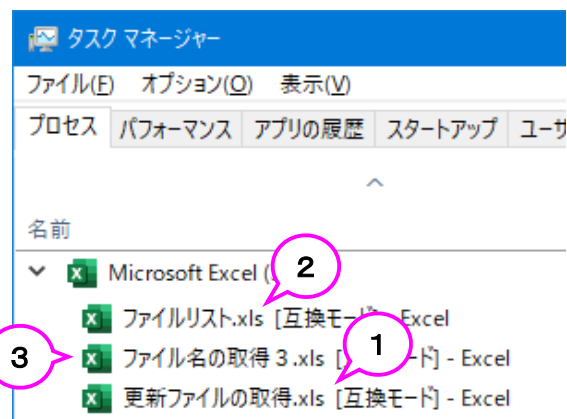 タスク マネージャー
ファイル(F) オプション(O) 表示(V)
プロセス パフォーマンス アプリの履歴 スタートアップ ユーザ
名前
Microsoft Excel (
2
ファイルリスト.xls [互換モード] - Excel
1
3
ファイル名の取得３.xls [ ード] - Excel
更新ファイルの取得.xls [互換モード] - Excel